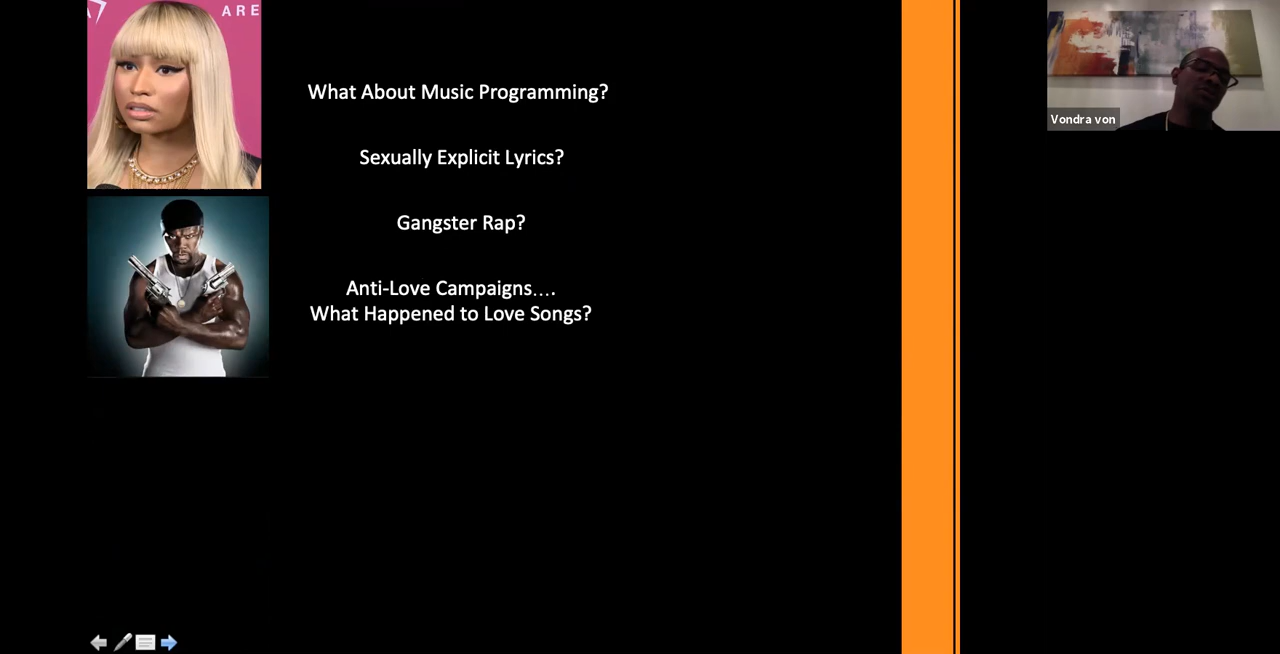 ARE
What About Music Programming?
Sexually Explicit Lyrics?
Gangster Rap?
Anti-Love Campaigns....
What Happened to Love Songs?
Vondra von